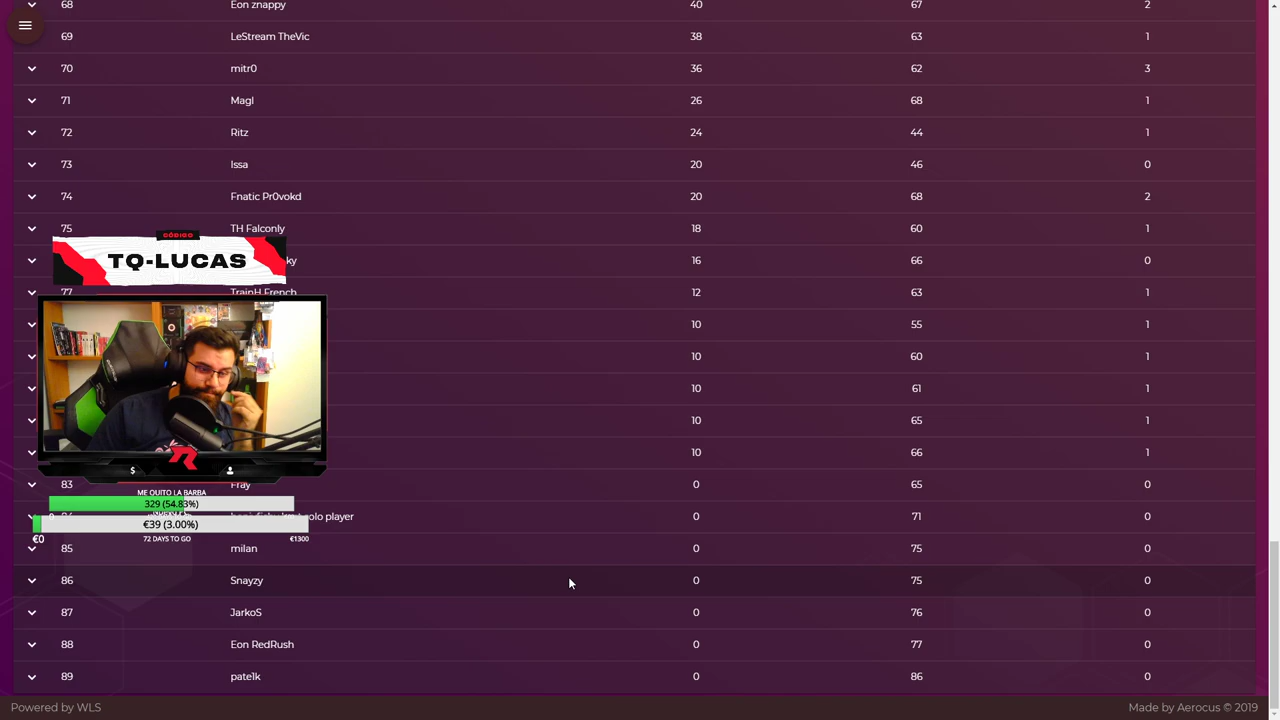 68 Eon znappy 40 67 2
69 LeStream TheVic 38 63 1
70 mitr0 36 62 3
71 Magl 26 68 1
72 Ritz 24 44 1
73 Issa 20 46 0
74 Fnatic Pr0vokd 20 68 2
75 TH Falconly 18 60 1
CÓDIGO
TQ-LUCAS
ky 16 66 0
77 TrainH French 12 63 1
10 55 1
10 60 1
10 61 1
10 65 1
10 66 1
83 Fray 0 65 0
ME QUITO LA BARBA
329 (54.83%)
solo player 0 71 0
€39 (3.00%)
€0 72 DAYS TO GO €1300
85 milan 0 75 0
86 Snayzy 0 75 0
87 JarkoS 0 76 0
88 Eon RedRush 0 77 0
89 pate1k 0 86 0
Powered by WLS Made by Aerocus © 2019